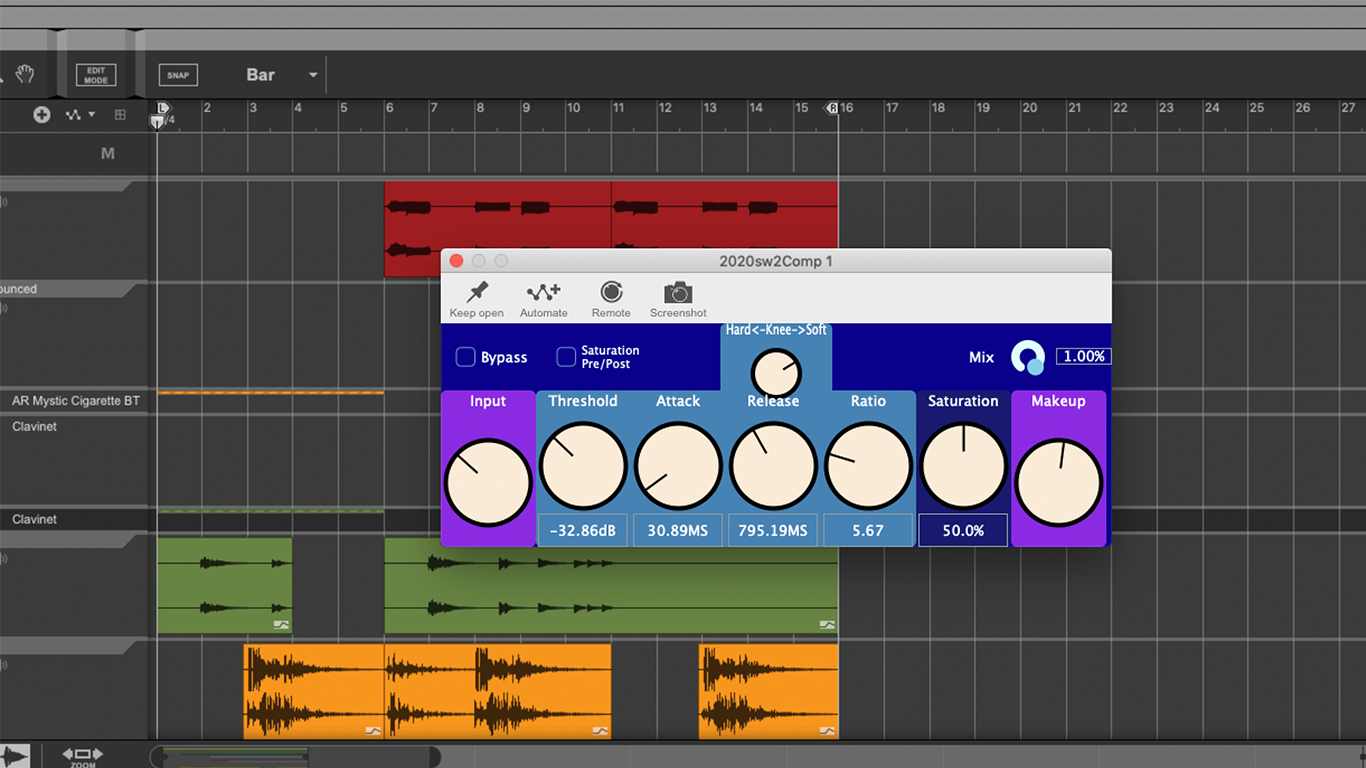 EDIT
MODE
SNAP
Bar
L
2
3
4
5
6
7
8
9
10
11
12
13
14
15
R
16
17
18
19
20
21
22
23
24
25
26
27
/4
M
2020sw2Comp 1
Keep open
Automate
Remote
Screenshot
ounced
Hard<-Knee->Soft
Bypass
Saturation
Pre/Post
Mix
1.00%
AR Mystic Cigarette BT
Clavinet
Input
Threshold
Attack
Release
Ratio
Saturation
Makeup
Clavinet
-32.86dB
30.89MS
795.19MS
5.67
50.0%
ZOOM